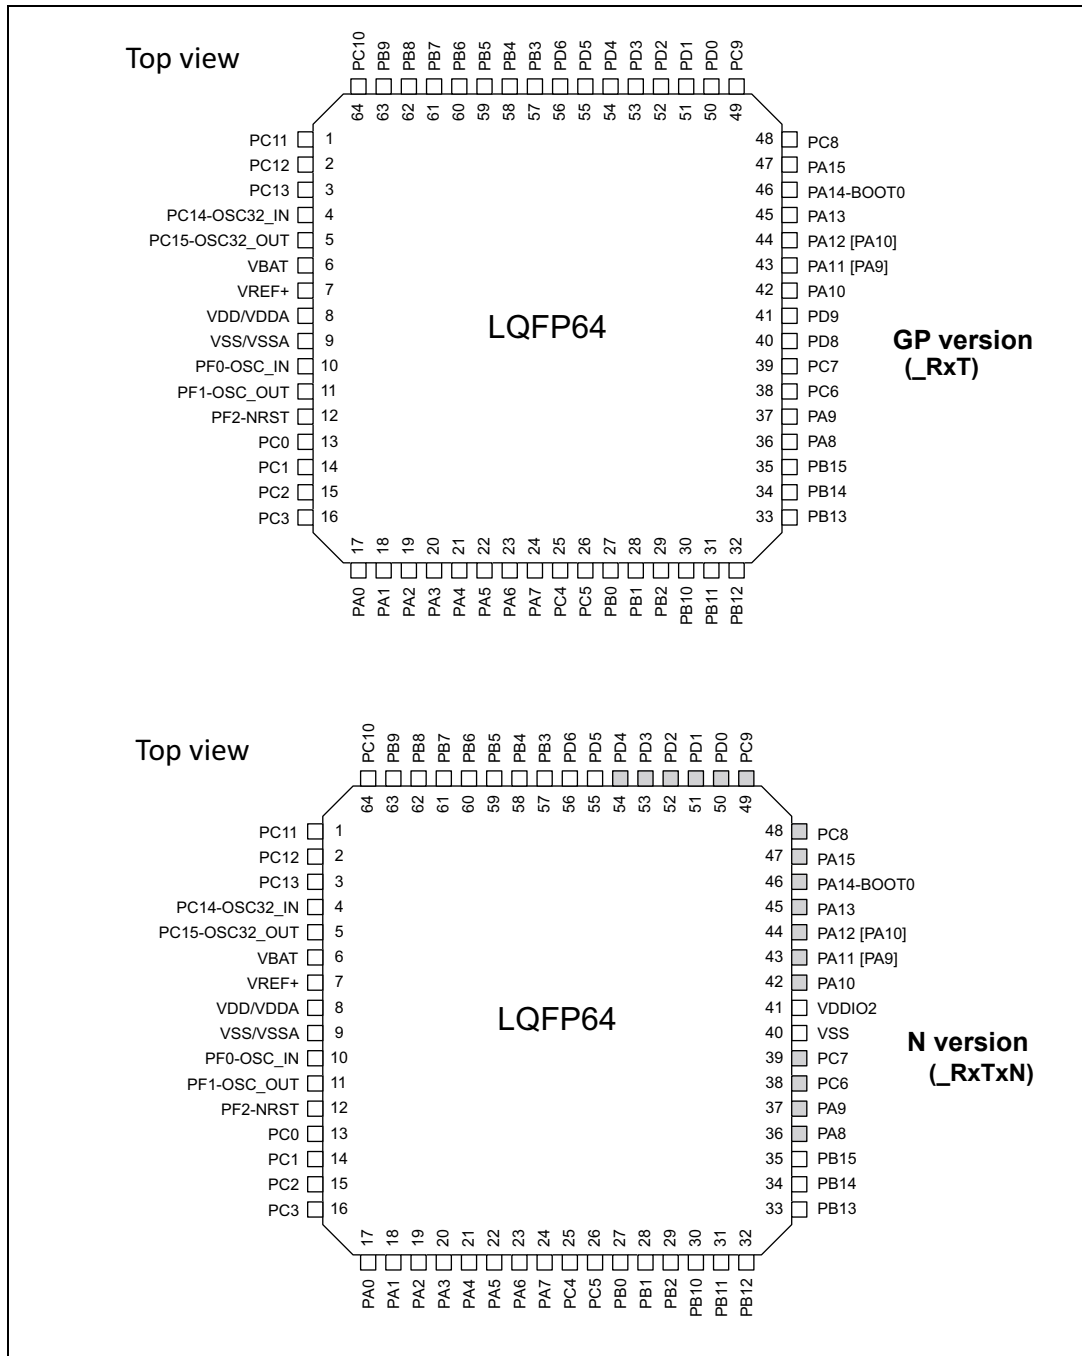 Top view
PC10 PB9 PB8 PB7 PB6 PB5 PB4 PB3 PD6 PD5 PD4 PD3 PD2 PD1 PD0 PC9
64 63 62 61 60 59 58 57 56 55 54 53 52 51 50 49
PC11 1 48 PC8
PC12 2 47 PA15
PC13 3 46 PA14-BOOT0
PC14-OSC32_IN 4 45 PA13
PC15-OSC32_OUT 5 44 PA12 [PA10]
VBAT 6 43 PA11 [PA9]
VREF+ 7 42 PA10
VDD/VDDA 8 LQFP64 41 PD9
VSS/VSSA 9 40 PD8
PF0-OSC_IN 10 39 PC7
PF1-OSC_OUT 11 38 PC6
PF2-NRST 12 37 PA9
PC0 13 36 PA8
PC1 14 35 PB15
PC2 15 34 PB14
PC3 16 33 PB13
GP version
(_RxT)
17 18 19 20 21 22 23 24 25 26 27 28 29 30 31 32
PA0 PA1 PA2 PA3 PA4 PA5 PA6 PA7 PC4 PC5 PB0 PB1 PB2 PB10 PB11 PB12
Top view
PC10 PB9 PB8 PB7 PB6 PB5 PB4 PB3 PD6 PD5 PD4 PD3 PD2 PD1 PD0 PC9
64 63 62 61 60 59 58 57 56 55 54 53 52 51 50 49
PC11 1 48 PC8
PC12 2 47 PA15
PC13 3 46 PA14-BOOT0
PC14-OSC32_IN 4 45 PA13
PC15-OSC32_OUT 5 44 PA12 [PA10]
VBAT 6 43 PA11 [PA9]
VREF+ 7 42 PA10
VDD/VDDA 8 LQFP64 41 VDDIO2
VSS/VSSA 9 40 VSS
PF0-OSC_IN 10 39 PC7
PF1-OSC_OUT 11 38 PC6
PF2-NRST 12 37 PA9
PC0 13 36 PA8
PC1 14 35 PB15
PC2 15 34 PB14
PC3 16 33 PB13
N version
(_RxTxN)
17 18 19 20 21 22 23 24 25 26 27 28 29 30 31 32
PA0 PA1 PA2 PA3 PA4 PA5 PA6 PA7 PC4 PC5 PB0 PB1 PB2 PB10 PB11 PB12